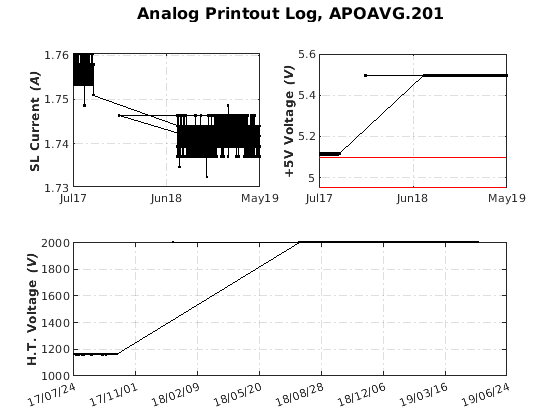 Analog Printout Log, APOAVG.201
SL Current (A)
1.76
1.75
1.74
1.73
Jul17 Jun18 May19
+5V Voltage (V)
5.6
5.4
5.2
5
Jul17 Jun18 May19
H.T. Voltage (V)
2000
1800
1600
1400
1200
1000
17/07/24 17/11/01 18/02/09 18/05/20 18/08/28 18/12/06 19/03/16 19/06/24